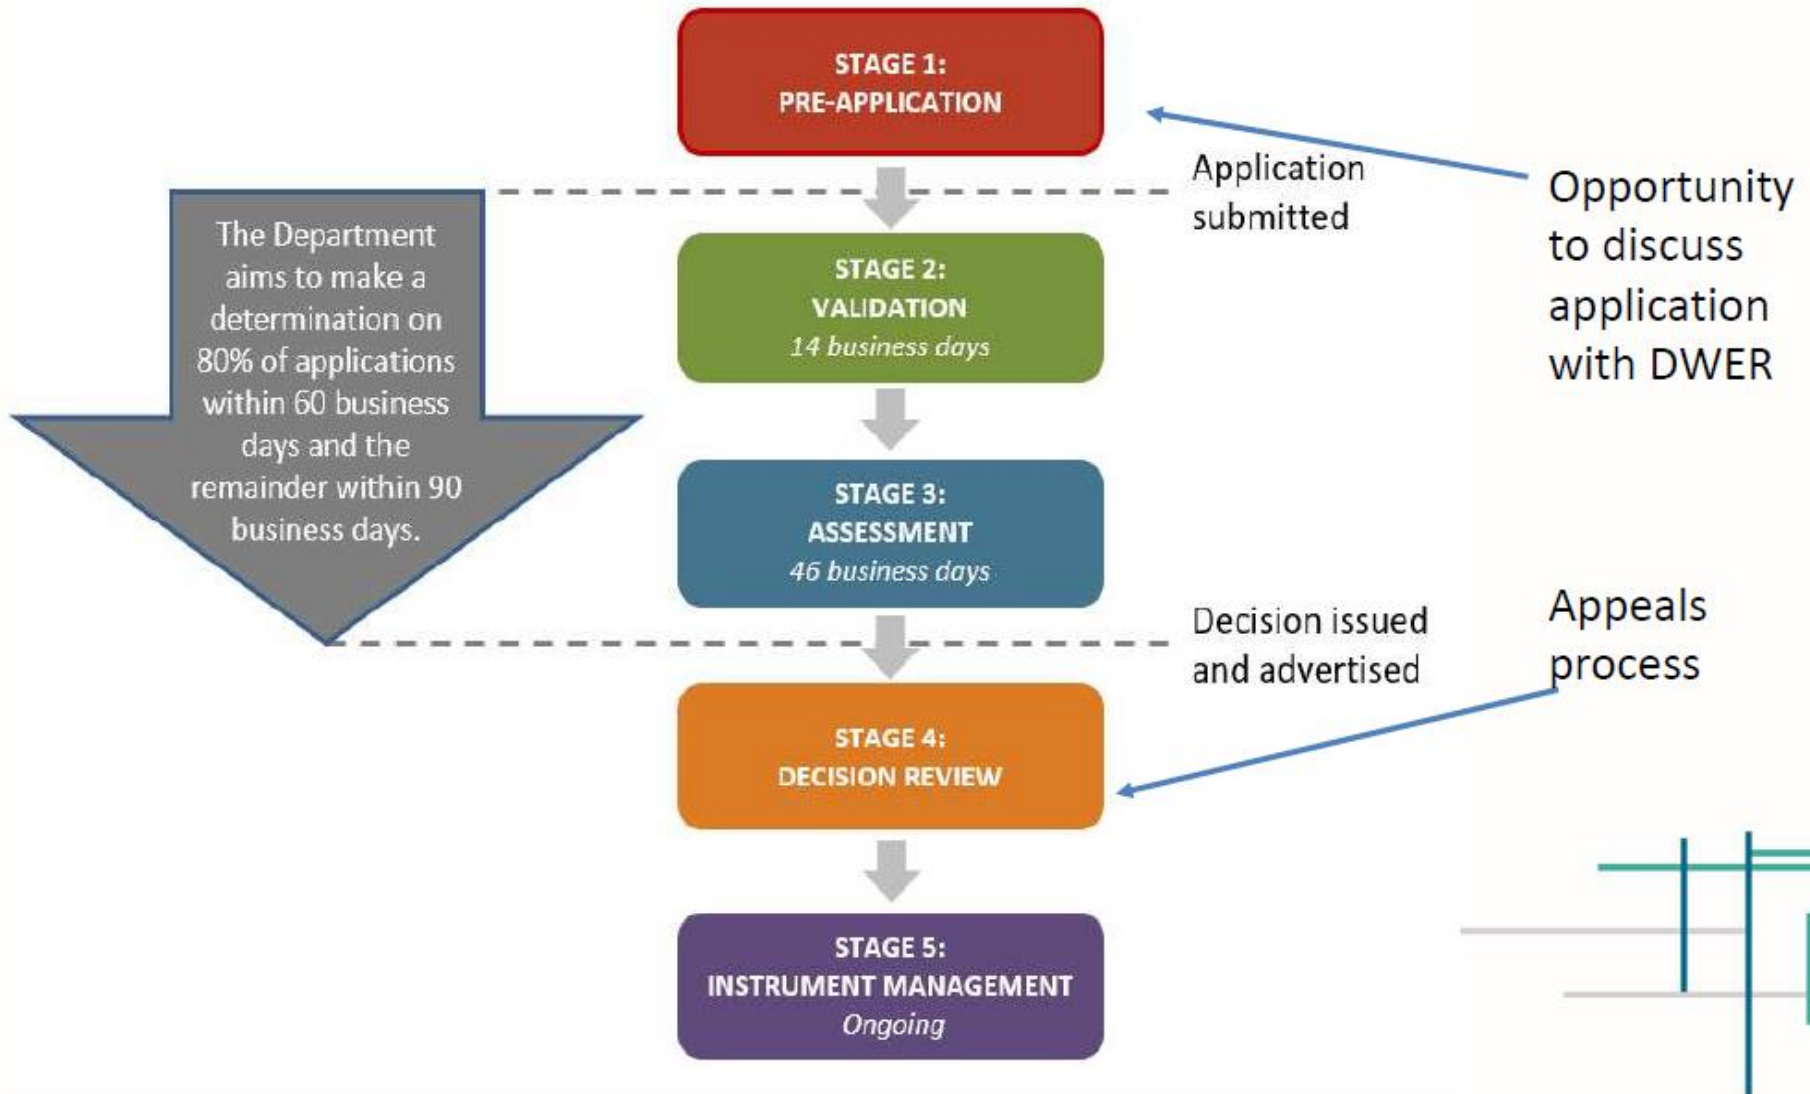 STAGE 1:
PRE-APPLICATION
Application
submitted
Opportunity
to discuss
application
with DWER
The Department
aims to make a
determination on
80% of applications
within 60 business
days and the
remainder within 90
business days.
STAGE 2:
VALIDATION
14 business days
STAGE 3:
ASSESSMENT
46 business days
Decision issued
and advertised
Appeals
process
STAGE 4:
DECISION REVIEW
STAGE 5:
INSTRUMENT MANAGEMENT
Ongoing